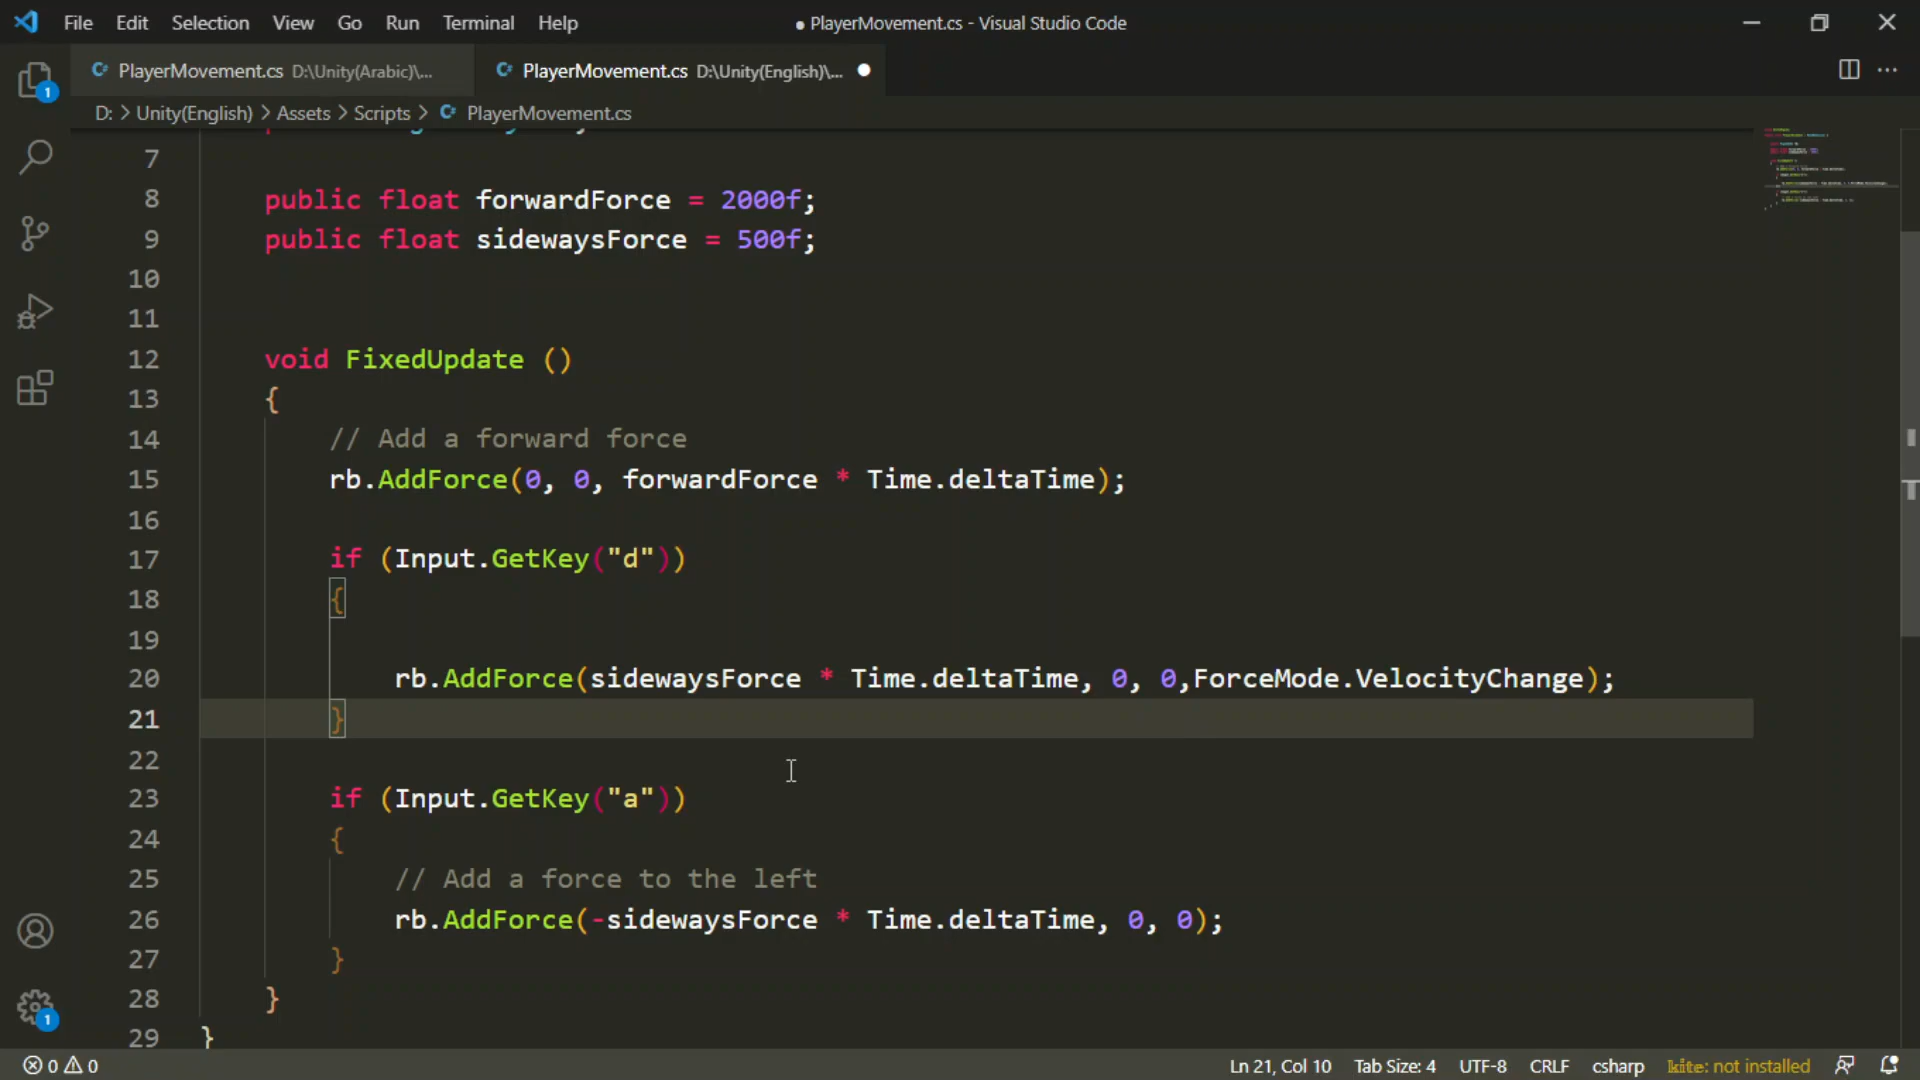 File Edit Selection View Go Run Terminal Help ● PlayerMovement.cs - Visual Studio Code
PlayerMovement.cs D:\Unity(Arabic)\... PlayerMovement.cs D:\Unity(English)\...
D: > Unity(English) > Assets > Scripts > PlayerMovement.cs
7
8 public float forwardForce = 2000f;
9 public float sidewaysForce = 500f;
10
11
12 void FixedUpdate ()
13 {
14 // Add a forward force
15 rb.AddForce(0, 0, forwardForce * Time.deltaTime);
16
17 if (Input.GetKey("d"))
18 {
19
20 rb.AddForce(sidewaysForce * Time.deltaTime, 0, 0,ForceMode.VelocityChange);
21 }
22
23 if (Input.GetKey("a"))
24 {
25 // Add a force to the left
26 rb.AddForce(-sidewaysForce * Time.deltaTime, 0, 0);
27 }
28 }
29 }
1
1
0 0 Ln 21, Col 10 Tab Size: 4 UTF-8 CRLF csharp kite: not installed